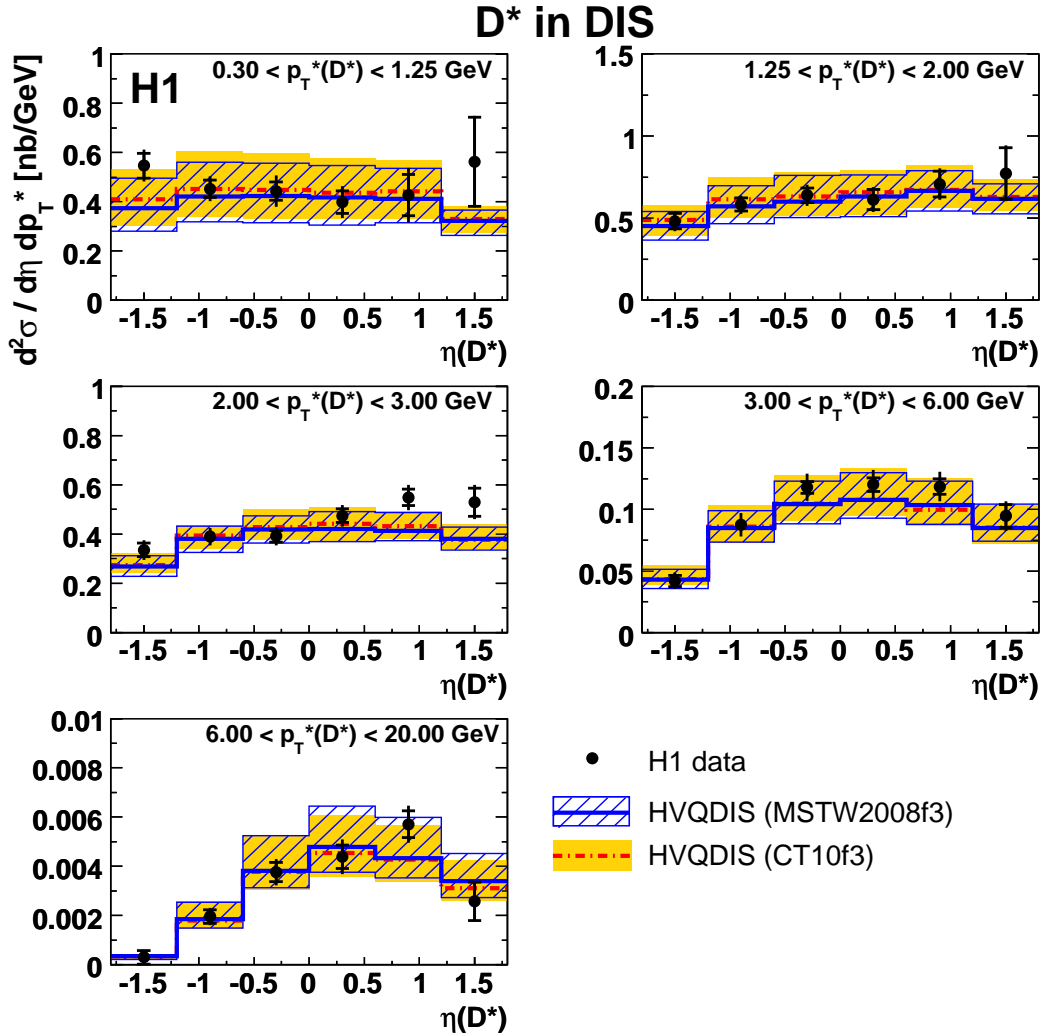 D* in DIS
d²σ / dη dp_T* [nb/GeV]
H1
0.30 < p_T*(D*) < 1.25 GeV
1
0.8
0.6
0.4
0.2
0
-1.5 -1 -0.5 0 0.5 1 1.5
η(D*)
1.25 < p_T*(D*) < 2.00 GeV
1.5
1
0.5
0
-1.5 -1 -0.5 0 0.5 1 1.5
η(D*)
2.00 < p_T*(D*) < 3.00 GeV
1
0.8
0.6
0.4
0.2
0
-1.5 -1 -0.5 0 0.5 1 1.5
η(D*)
3.00 < p_T*(D*) < 6.00 GeV
0.2
0.15
0.1
0.05
0
-1.5 -1 -0.5 0 0.5 1 1.5
η(D*)
6.00 < p_T*(D*) < 20.00 GeV
0.01
0.008
0.006
0.004
0.002
0
-1.5 -1 -0.5 0 0.5 1 1.5
η(D*)
H1 data
HVQDIS (MSTW2008f3)
HVQDIS (CT10f3)